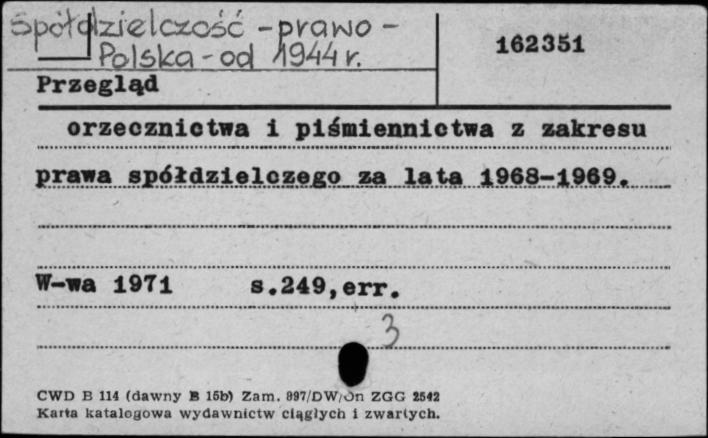 Spółdzielczość - prawo -
Polska - od 1944 r.
162351
Przegląd
orzecznictwa i piśmiennictwa z zakresu
prawa spółdzielczego za lata 1968-1969.
W-wa 1971 s.249,err.
3
CWD B 114 (dawny B 15b) Zam. 897/DW/On ZGG 2542
Karta katalogowa wydawnictw ciągłych i zwartych.